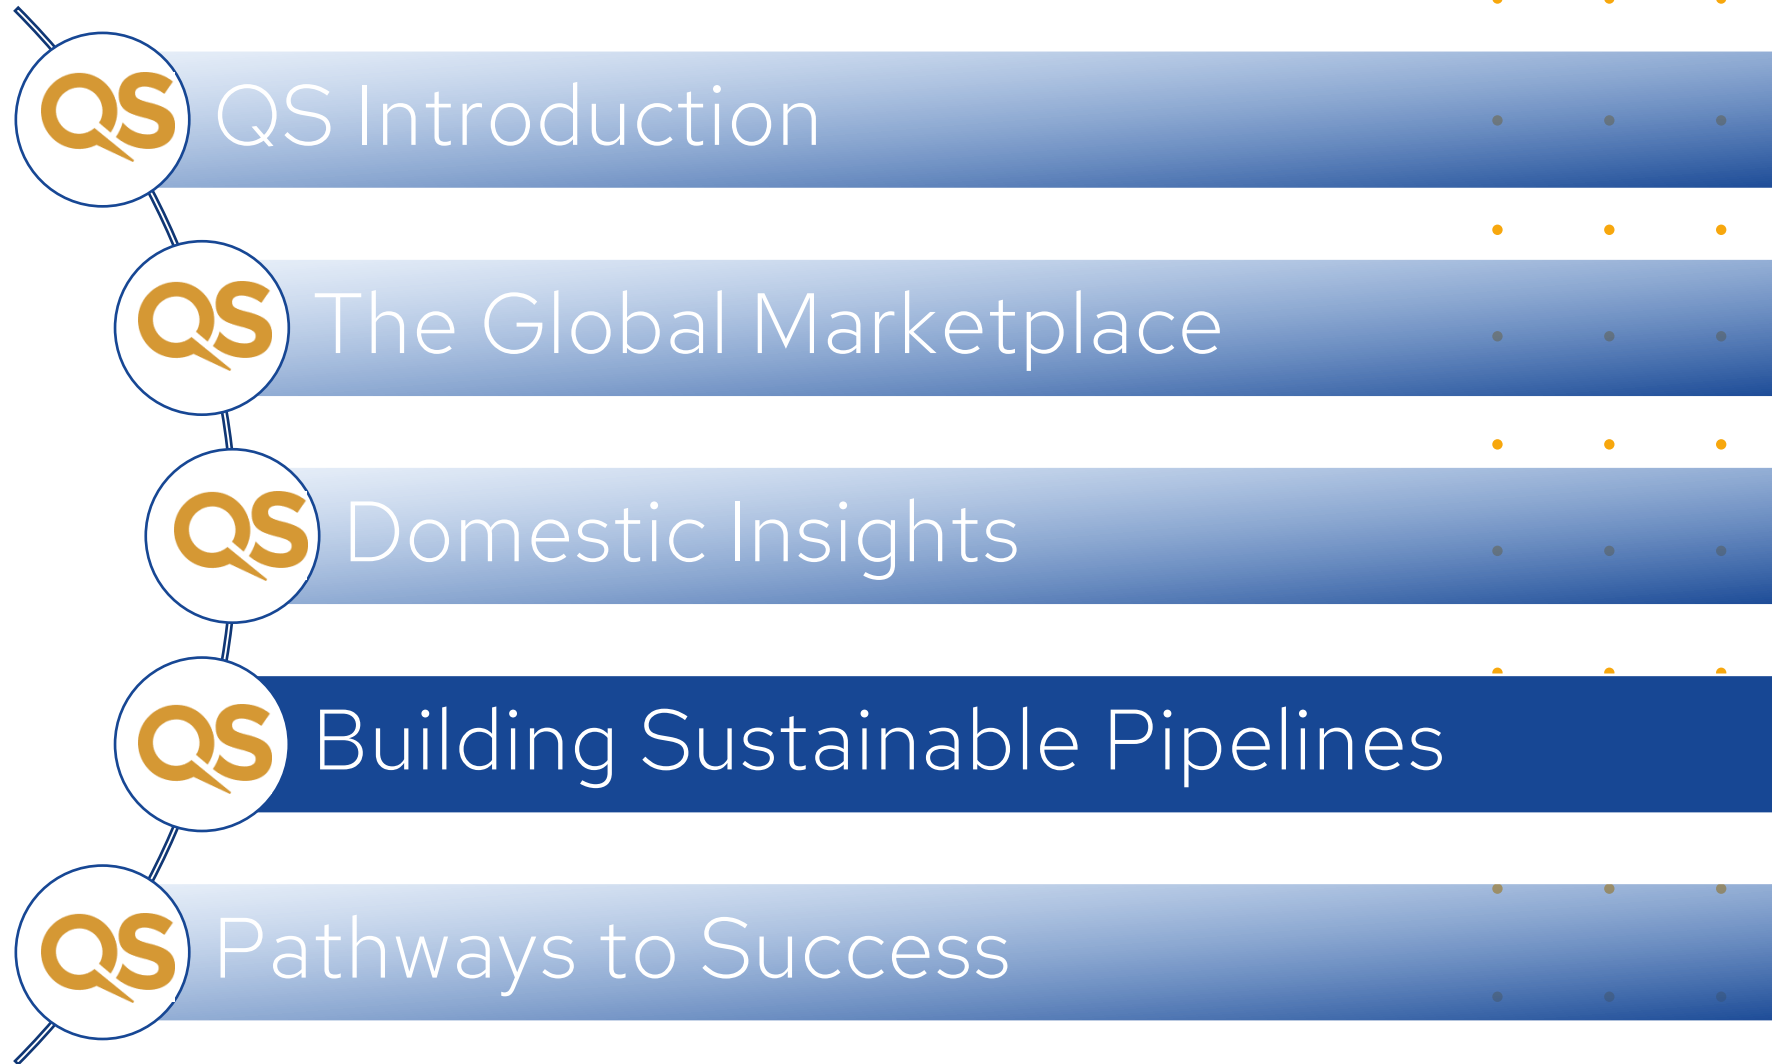 QS QS Introduction
QS The Global Marketplace
QS Domestic Insights
QS Building Sustainable Pipelines
QS Pathways to Success